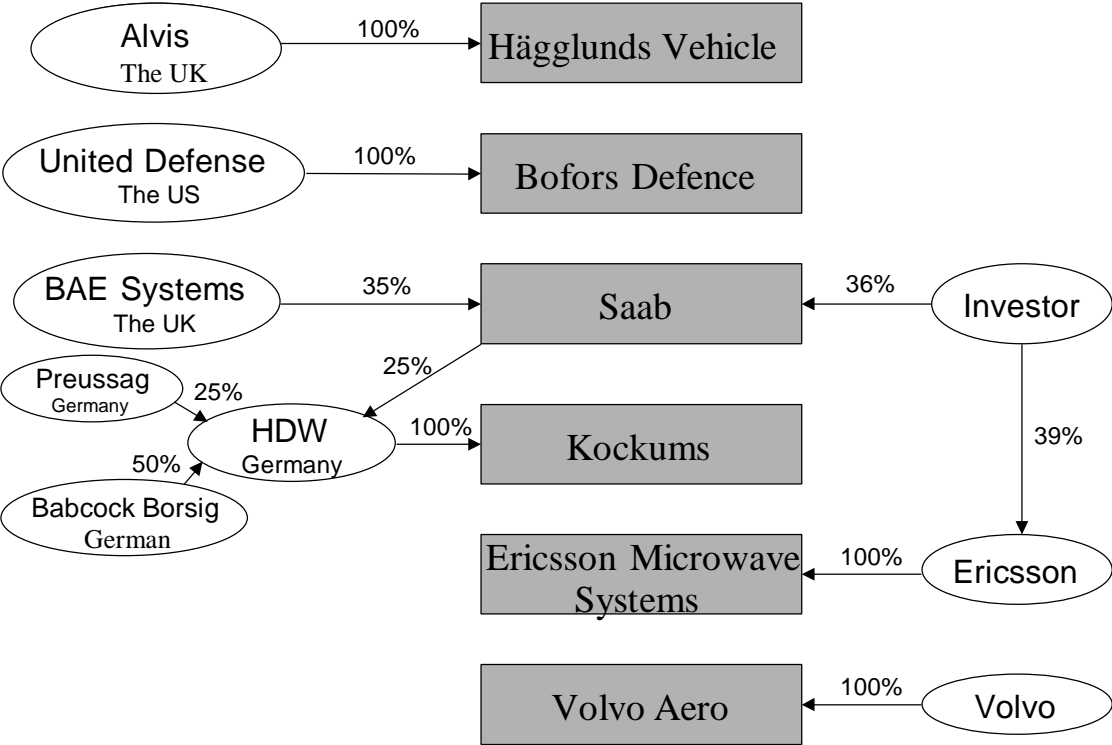 Alvis
The UK
100%
Hägglunds Vehicle
United Defense
The US
100%
Bofors Defence
BAE Systems
The UK
35%
Saab
36%
Investor
Preussag
Germany
25%
25%
HDW
Germany
100%
Kockums
39%
50%
Babcock Borsig
German
Ericsson Microwave
Systems
100%
Ericsson
Volvo Aero
100%
Volvo